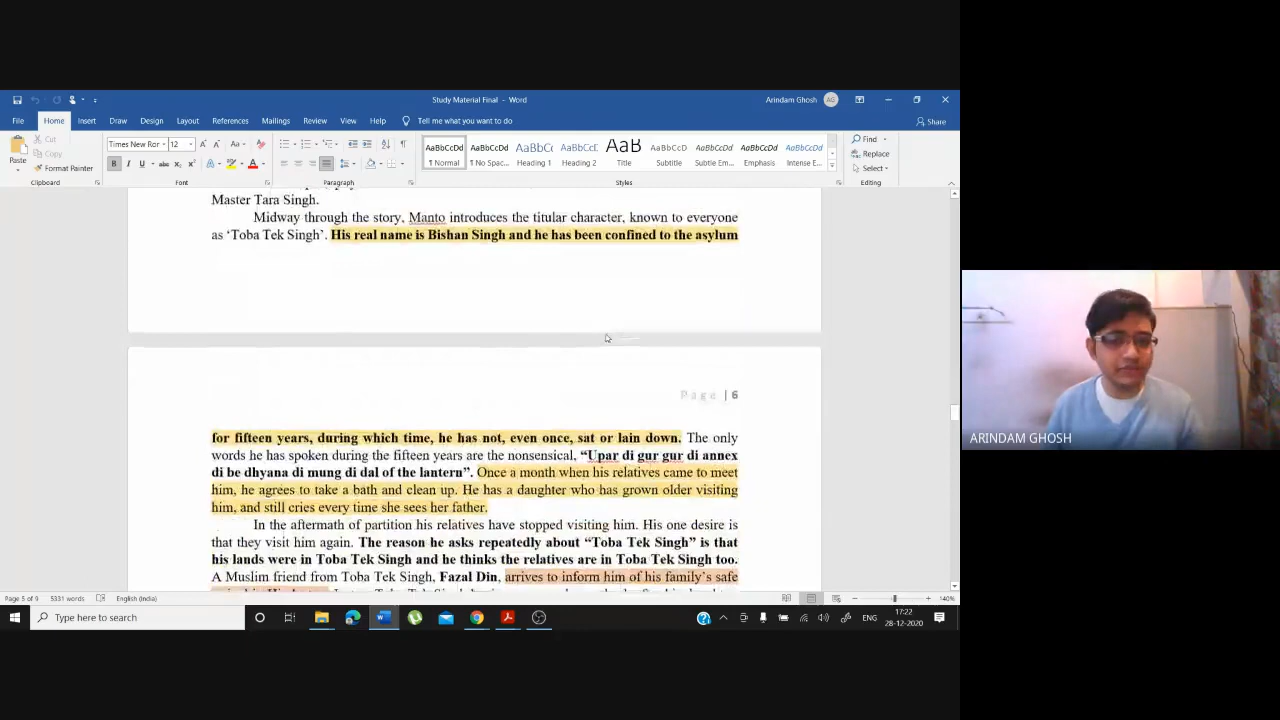 Study Material Final - Word
Arindam Ghosh AG
File Home Insert Draw Design Layout References Mailings Review View Help Tell me what you want to do Share
Paste
Cut
Copy
Format Painter
Clipboard
Times New Ror 12
Font
Paragraph
AaBbCcDd AaBbCcDd AaBbCc AaBbCcE AaB AaBbCcD AaBbCcDd AaBbCcDd AaBbCcDd
¶ Normal ¶ No Spac... Heading 1 Heading 2 Title Subtitle Subtle Em... Emphasis Intense E...
Styles
Find
Replace
Select
Editing
Master Tara Singh.
Midway through the story, Manto introduces the titular character, known to everyone
as ‘Toba Tek Singh’. His real name is Bishan Singh and he has been confined to the asylum
Page | 6
for fifteen years, during which time, he has not, even once, sat or lain down. The only
words he has spoken during the fifteen years are the nonsensical, “Upar di gur gur di annex
di be dhyana di mung di dal of the lantern”. Once a month when his relatives came to meet
him, he agrees to take a bath and clean up. He has a daughter who has grown older visiting
him, and still cries every time she sees her father.
In the aftermath of partition his relatives have stopped visiting him. His one desire is
that they visit him again. The reason he asks repeatedly about “Toba Tek Singh” is that
his lands were in Toba Tek Singh and he thinks the relatives are in Toba Tek Singh too.
A Muslim friend from Toba Tek Singh, Fazal Din, arrives to inform him of his family’s safe
Page 5 of 9 5331 words English (India) 140%
Type here to search
ENG
17:22
28-12-2020
ARINDAM GHOSH